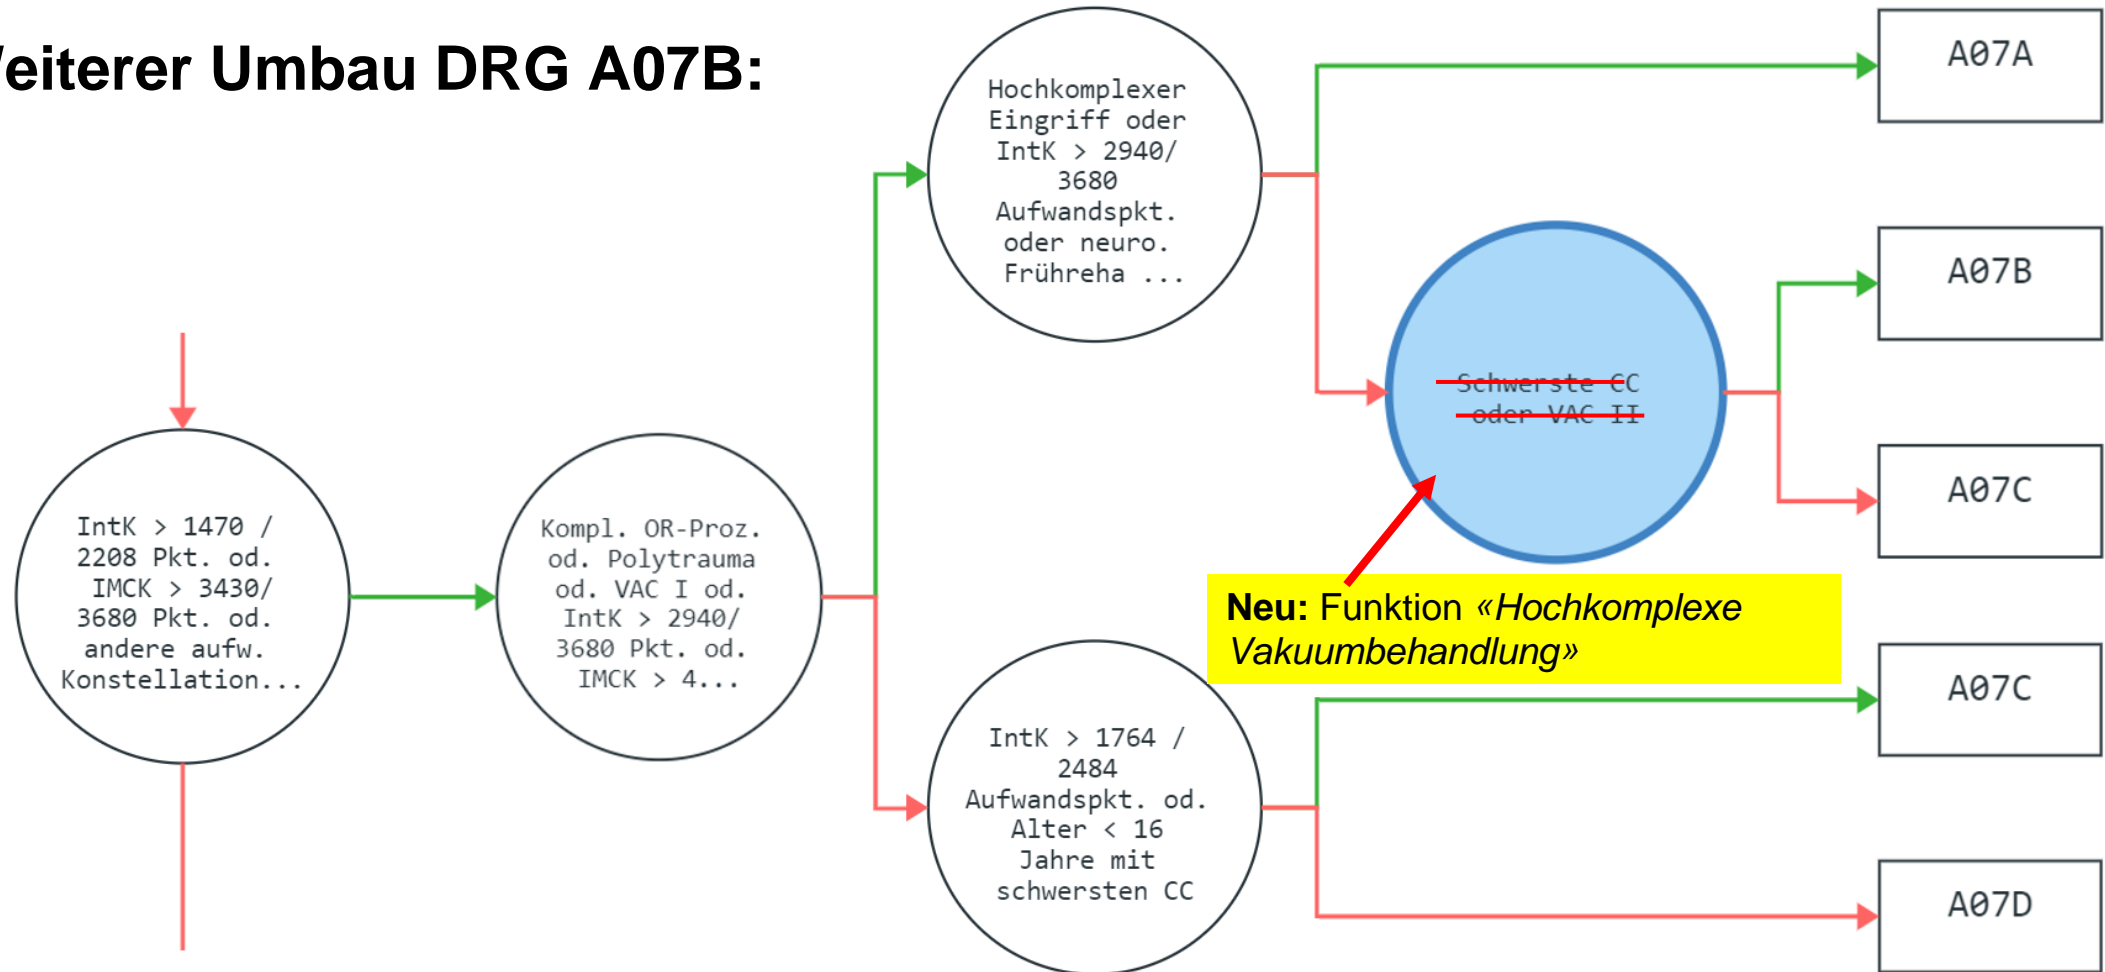 eiterer Umbau DRG A07B:
IntK > 1470 /
2208 Pkt. od.
IMCK > 3430/
3680 Pkt. od.
andere aufw.
Konstellation...
Kompl. OR-Proz.
od. Polytrauma
od. VAC I od.
IntK > 2940/
3680 Pkt. od.
IMCK > 4...
Hochkomplexer
Eingriff oder
IntK > 2940/
3680
Aufwandspkt.
oder neuro.
Frühreha ...
IntK > 1764 /
2484
Aufwandspkt. od.
Alter < 16
Jahre mit
schwersten CC
Schwerste CC
oder VAC II
Neu: Funktion «Hochkomplexe
Vakuumbehandlung»
A07A
A07B
A07C
A07C
A07D